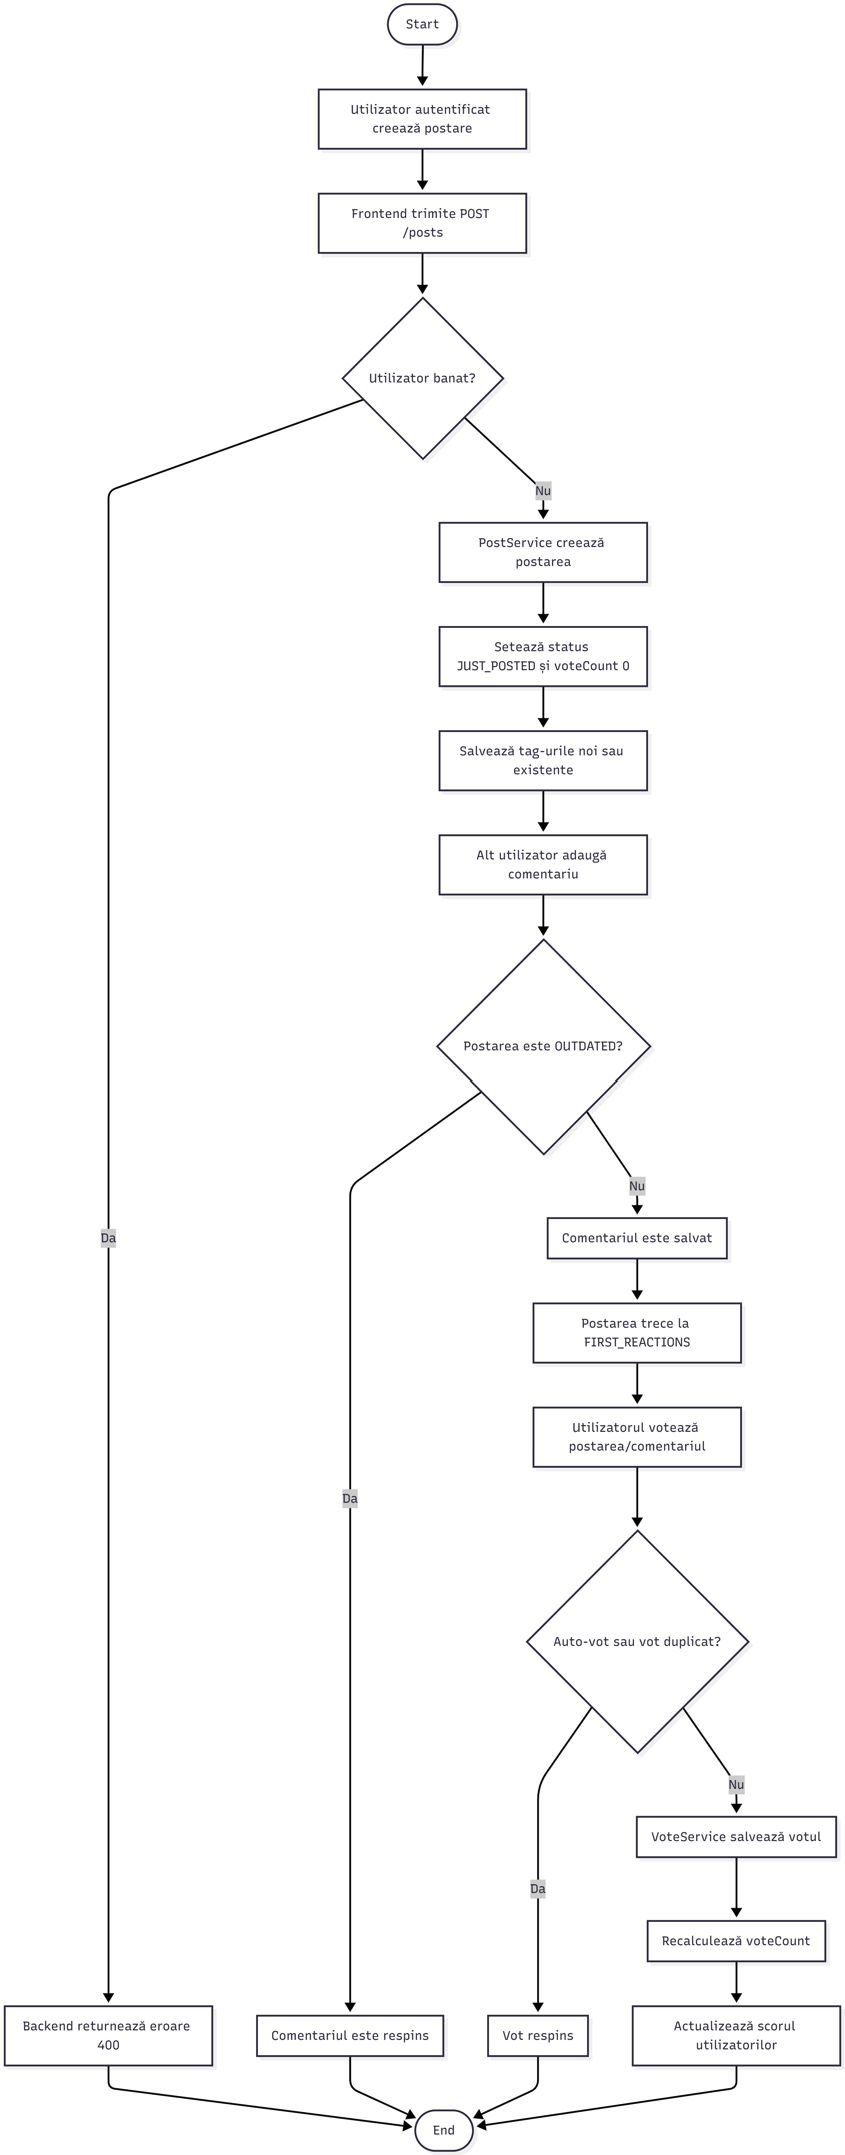 Start
Utilizator autentificat
creează postare
Frontend trimite POST
/posts
Utilizator banat?
Nu
PostService creează
postarea
Setează status
JUST_POSTED și voteCount 0
Salvează tag-urile noi sau
existente
Alt utilizator adaugă
comentariu
Postarea este OUTDATED?
Nu
Da
Comentariul este salvat
Postarea trece la
FIRST_REACTIONS
Utilizatorul votează
postarea/comentariul
Da
Auto-vot sau vot duplicat?
Nu
VoteService salvează votul
Da
Recalculează voteCount
Backend returnează eroare
400
Comentariul este respins
Vot respins
Actualizează scorul
utilizatorilor
End